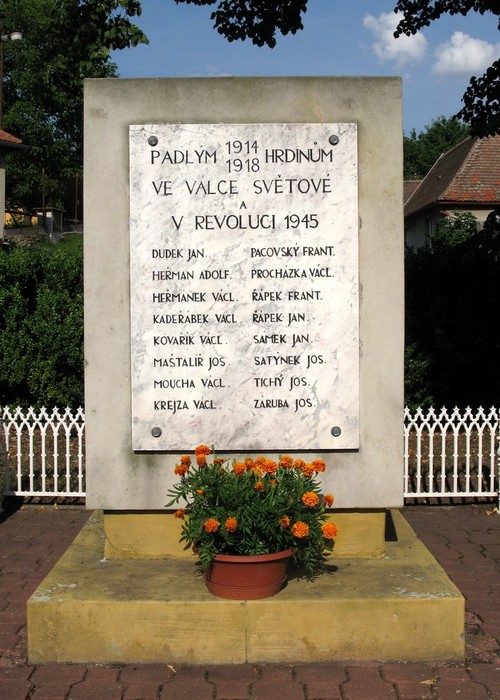 PADLÝM 1914 1918 HRDINŮM
VE VÁLCE SVĚTOVÉ
A
V REVOLUCI 1945
DUDEK JAN.
HERMAN ADOLF.
HEŘMÁNEK VÁCL.
KADEŘÁBEK VÁCL.
KOVAŘÍK VÁCL.
MAŠTALÍŘ JOS.
MOUCHA VÁCL.
KREJZA VÁCL.
PACOVSKÝ FRANT.
PROCHÁZKA VÁCL.
ŘÁPEK FRANT.
ŘÁPEK JAN.
SAMEK JAN.
SATÝNEK JOS.
TICHÝ JOS.
ZÁRUBA JOS.